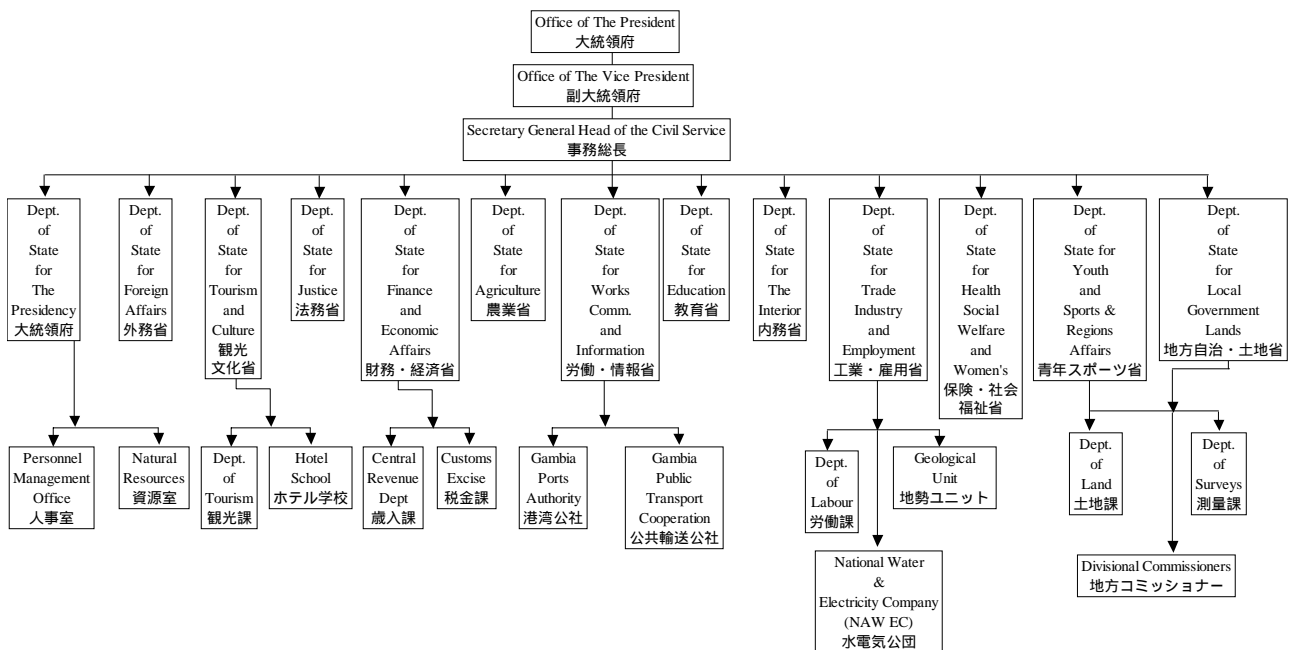 Office of The President
大統領府
Office of The Vice President
副大統領府
Secretary General Head of the Civil Service
事務総長
Dept.
of
State
for
The
Presidency
大統領府
Dept.
of
State
for
Foreign
Affairs
外務省
Dept.
of
State for
Tourism
and
Culture
観光
文化省
Dept.
of
State
for
Justice
法務省
Dept.
of
State
for
Finance
and
Economic
Affairs
財務・経済省
Dept.
of
State
for
Agriculture
農業省
Dept.
of
State
for
Works
Comm.
and
Information
労働・情報省
Dept.
of
State
for
Education
教育省
Dept.
of
State
for
The
Interior
内務省
Dept.
of
State
for
Trade
Industry
and
Employment
工業・雇用省
Dept.
of
State
for
Health
Social
Welfare
and
Women's
保険・社会
福祉省
Dept.
of
State for
Youth
and
Sports &
Regions
Affairs
青年スポーツ省
Dept.
of
State
for
Local
Government
Lands
地方自治・土地省
Personnel
Management
Office
人事室
Natural
Resources
資源室
Dept.
of
Tourism
観光課
Hotel
School
ホテル学校
Central
Revenue
Dept
歳入課
Customs
Excise
税金課
Gambia
Ports
Authority
港湾公社
Gambia
Public
Transport
Cooperation
公共輸送公社
Dept.
of
Labour
労働課
Geological
Unit
地勢ユニット
Dept.
of
Land
土地課
Dept.
of
Surveys
測量課
National Water
&
Electricity Company
(NAW EC)
水電気公団
Divisional Commissioners
地方コミッショナー